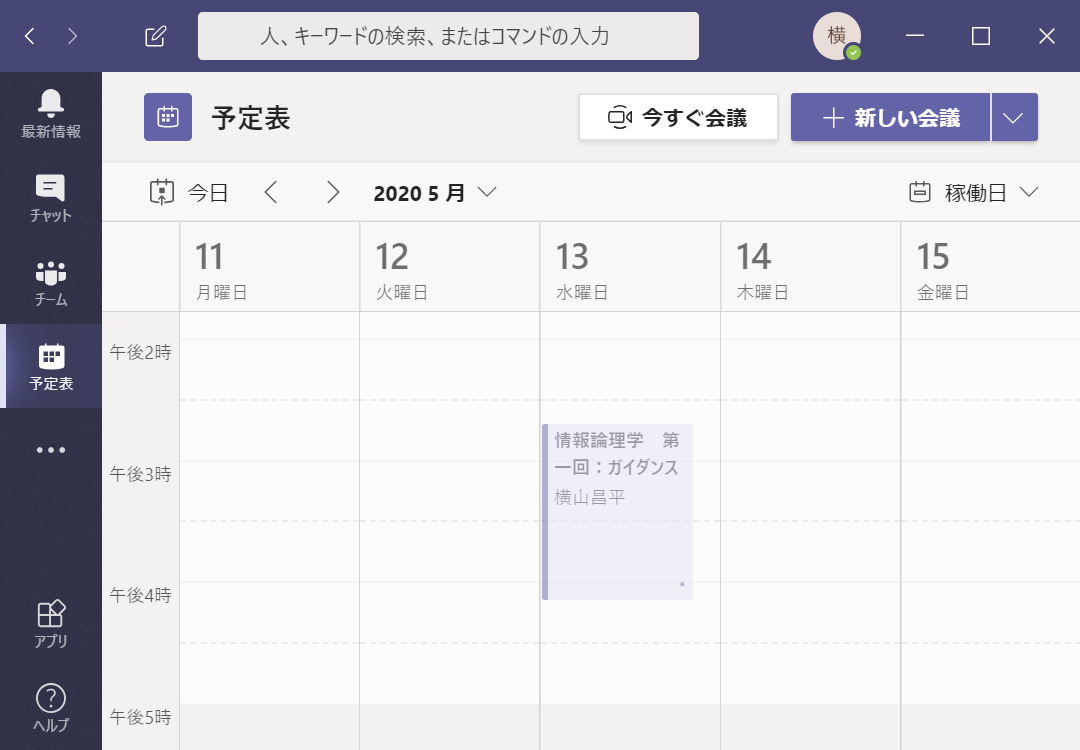 人、キーワードの検索、またはコマンドの入力
横
最新情報
チャット
チーム
予定表
アプリ
ヘルプ
予定表
今すぐ会議
新しい会議
今日
2020 5 月
稼働日
11
月曜日
12
火曜日
13
水曜日
14
木曜日
15
金曜日
午後2時
午後3時
午後4時
午後5時
情報論理学　第
一回：ガイダンス
横山昌平